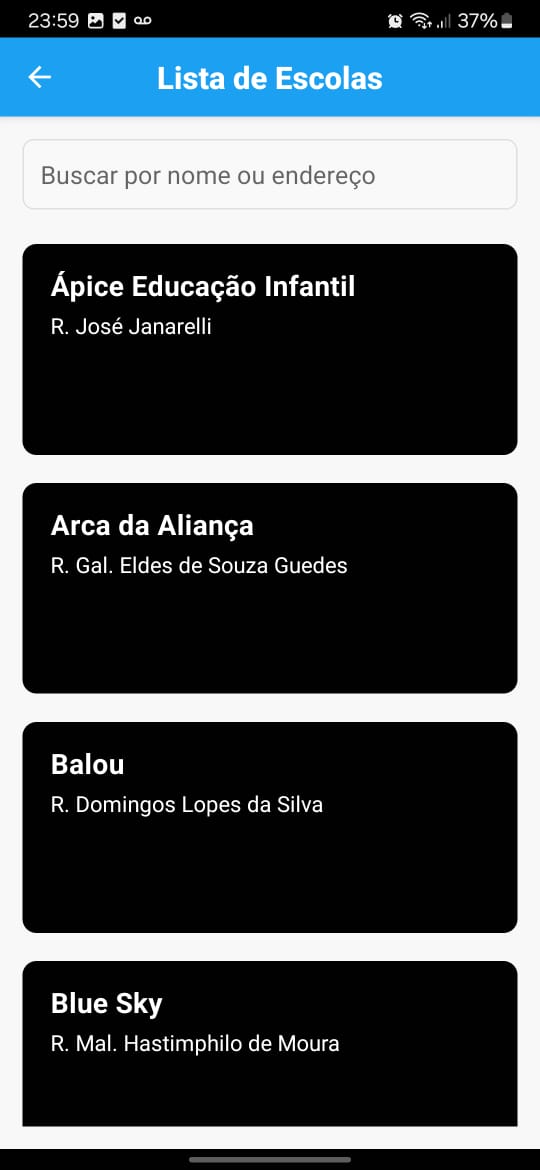 23:59 37%
Lista de Escolas
Buscar por nome ou endereço
Ápice Educação Infantil
R. José Janarelli
Arca da Aliança
R. Gal. Eldes de Souza Guedes
Balou
R. Domingos Lopes da Silva
Blue Sky
R. Mal. Hastimphilo de Moura